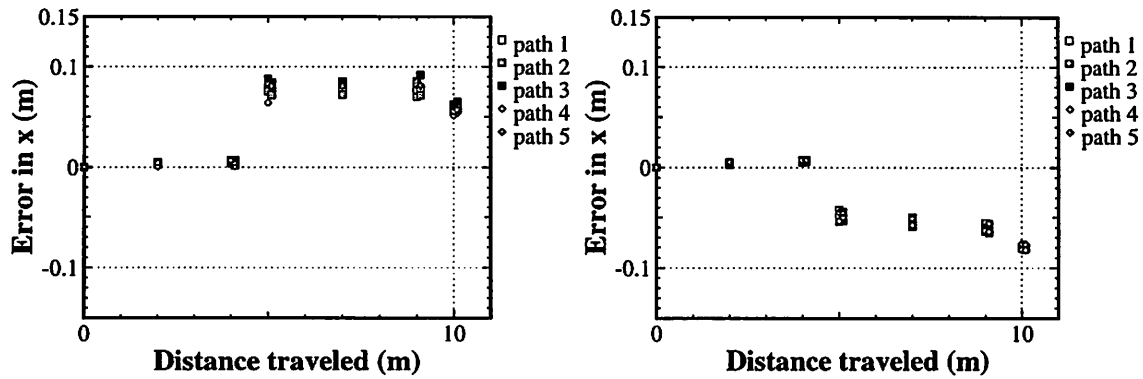 0.15
0.1
0
-0.1
Error in x (m)
0
10
Distance traveled (m)
path 1
path 2
path 3
path 4
path 5
0.15
0.1
0
-0.1
Error in x (m)
0
10
Distance traveled (m)
path 1
path 2
path 3
path 4
path 5